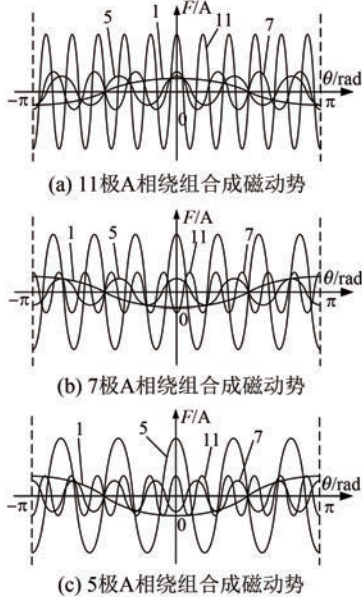 5 1 F/A 11 7
θ/rad
-π 0 π
(a) 11极A相绕组合成磁动势
1 5 F/A 11 7
θ/rad
-π 0 π
(b) 7极A相绕组合成磁动势
1 5 F/A 11 7
θ/rad
-π 0 π
(c) 5极A相绕组合成磁动势